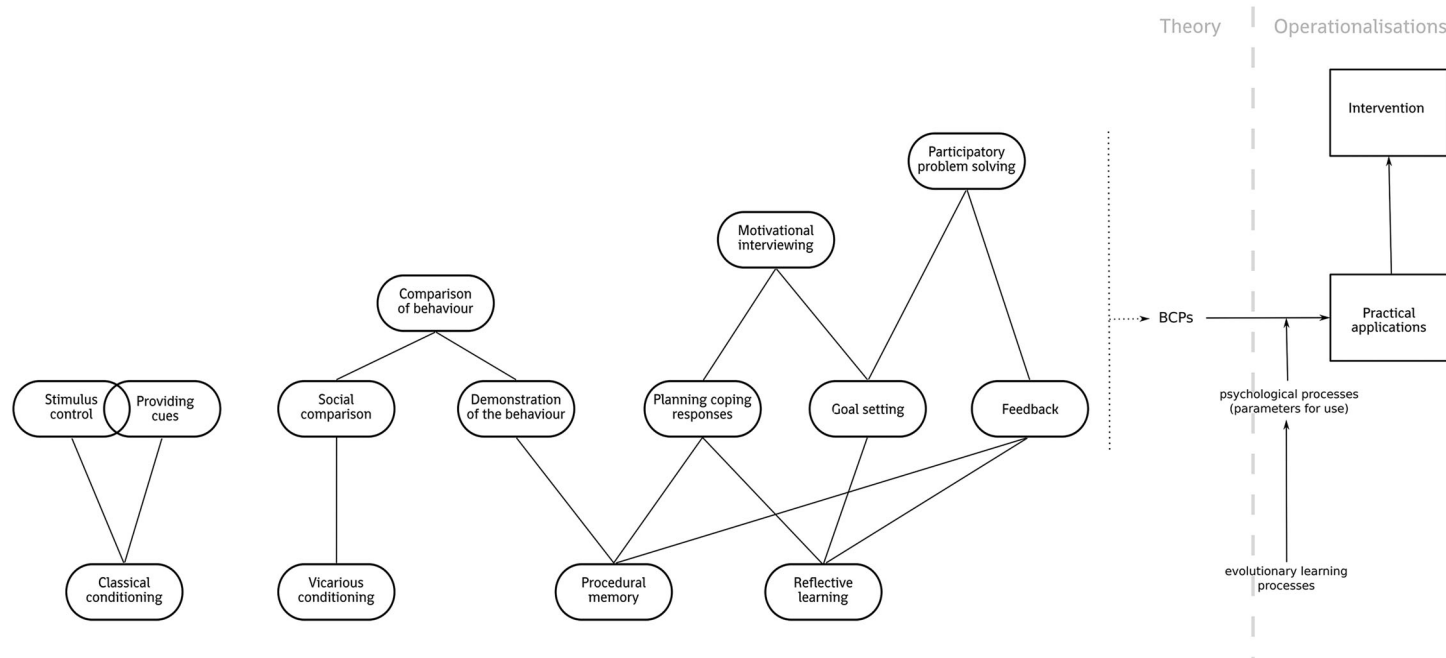 Theory
Operationalisations
Intervention
Participatory
problem solving
Motivational
interviewing
Comparison
of behaviour
BCPs
Practical
applications
Stimulus
control
Providing
cues
Social
comparison
Demonstration
of the behaviour
Planning coping
responses
Goal setting
Feedback
psychological processes
(parameters for use)
Classical
conditioning
Vicarious
conditioning
Procedural
memory
Reflective
learning
evolutionary learning
processes